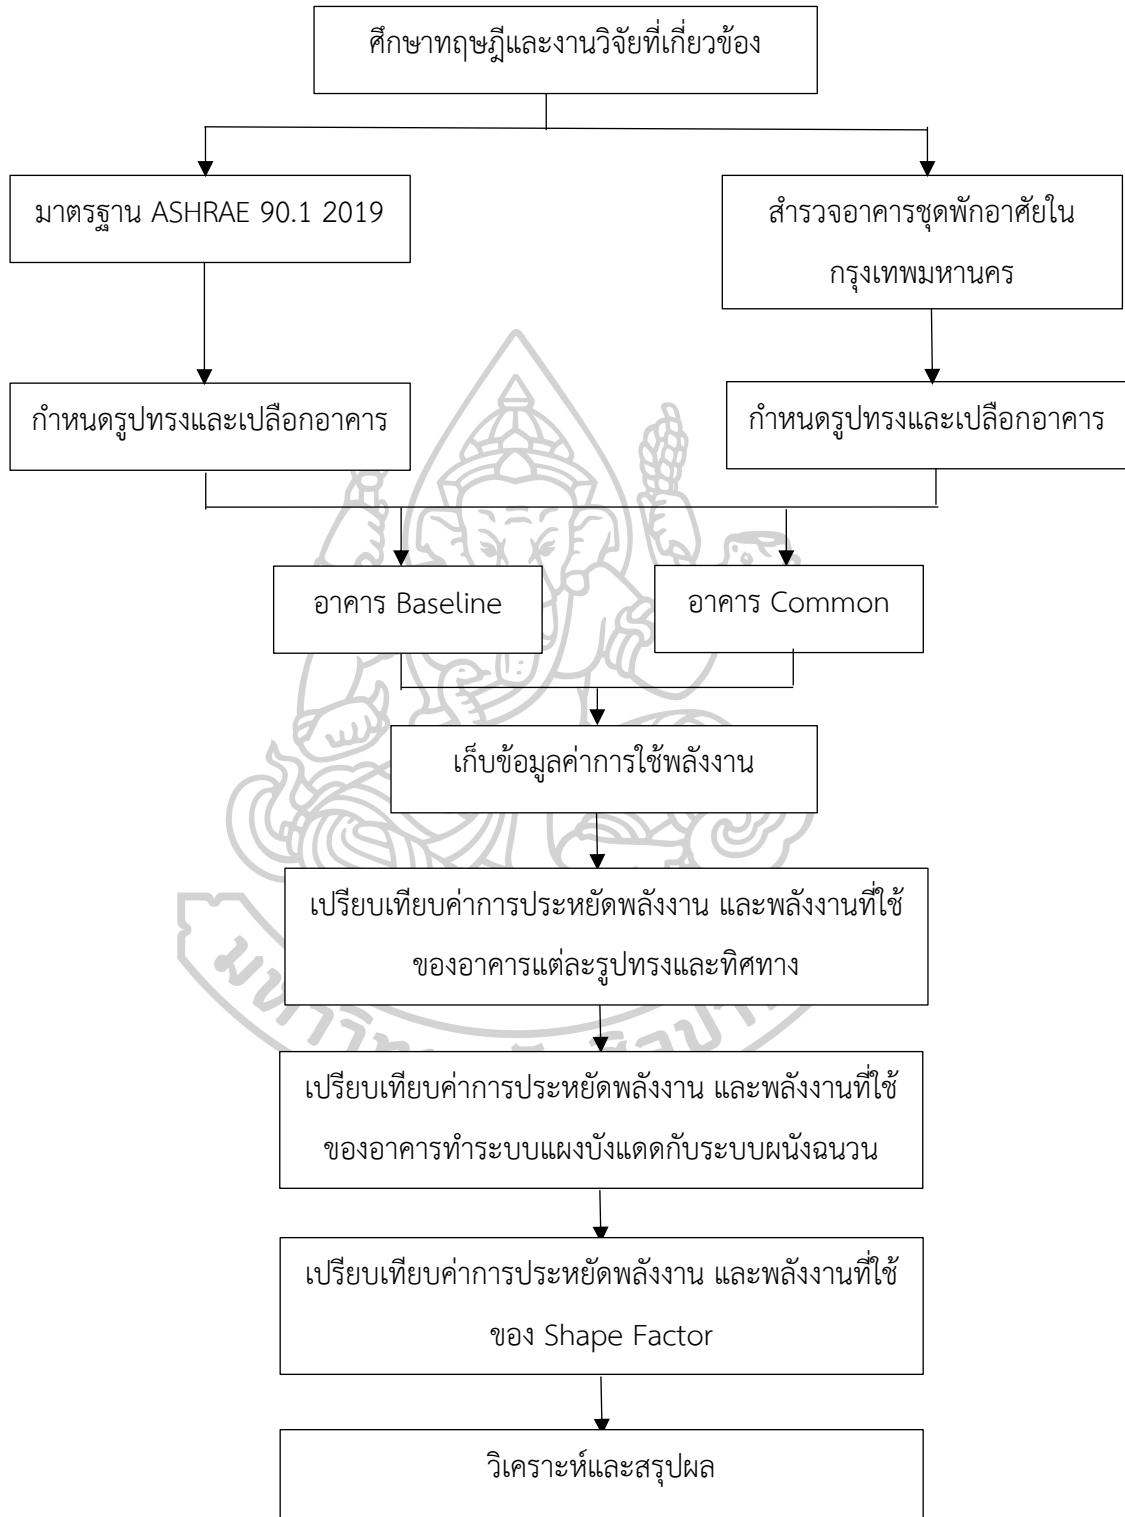 ศึกษาทฤษฎีและงานวิจัยที่เกี่ยวข้อง
มาตรฐาน ASHRAE 90.1 2019
สำรวจอาคารชุดพักอาศัยใน
กรุงเทพมหานคร
กำหนดรูปทรงและเปลือกอาคาร
กำหนดรูปทรงและเปลือกอาคาร
อาคาร Baseline
อาคาร Common
เก็บข้อมูลค่าการใช้พลังงาน
เปรียบเทียบค่าการประหยัดพลังงาน และพลังงานที่ใช้
ของอาคารแต่ละรูปทรงและทิศทาง
เปรียบเทียบค่าการประหยัดพลังงาน และพลังงานที่ใช้
ของอาคารทำระบบแผงบังแดดกับระบบผนังฉนวน
เปรียบเทียบค่าการประหยัดพลังงาน และพลังงานที่ใช้
ของ Shape Factor
วิเคราะห์และสรุปผล